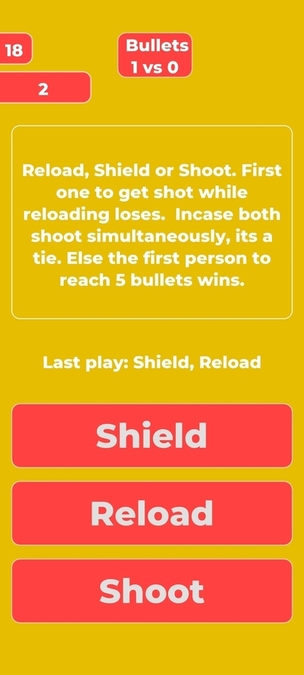 18
2
Bullets
1 vs 0
Reload, Shield or Shoot. First
one to get shot while
reloading loses. Incase both
shoot simultaneously, its a
tie. Else the first person to
reach 5 bullets wins.
Last play: Shield, Reload
Shield
Reload
Shoot